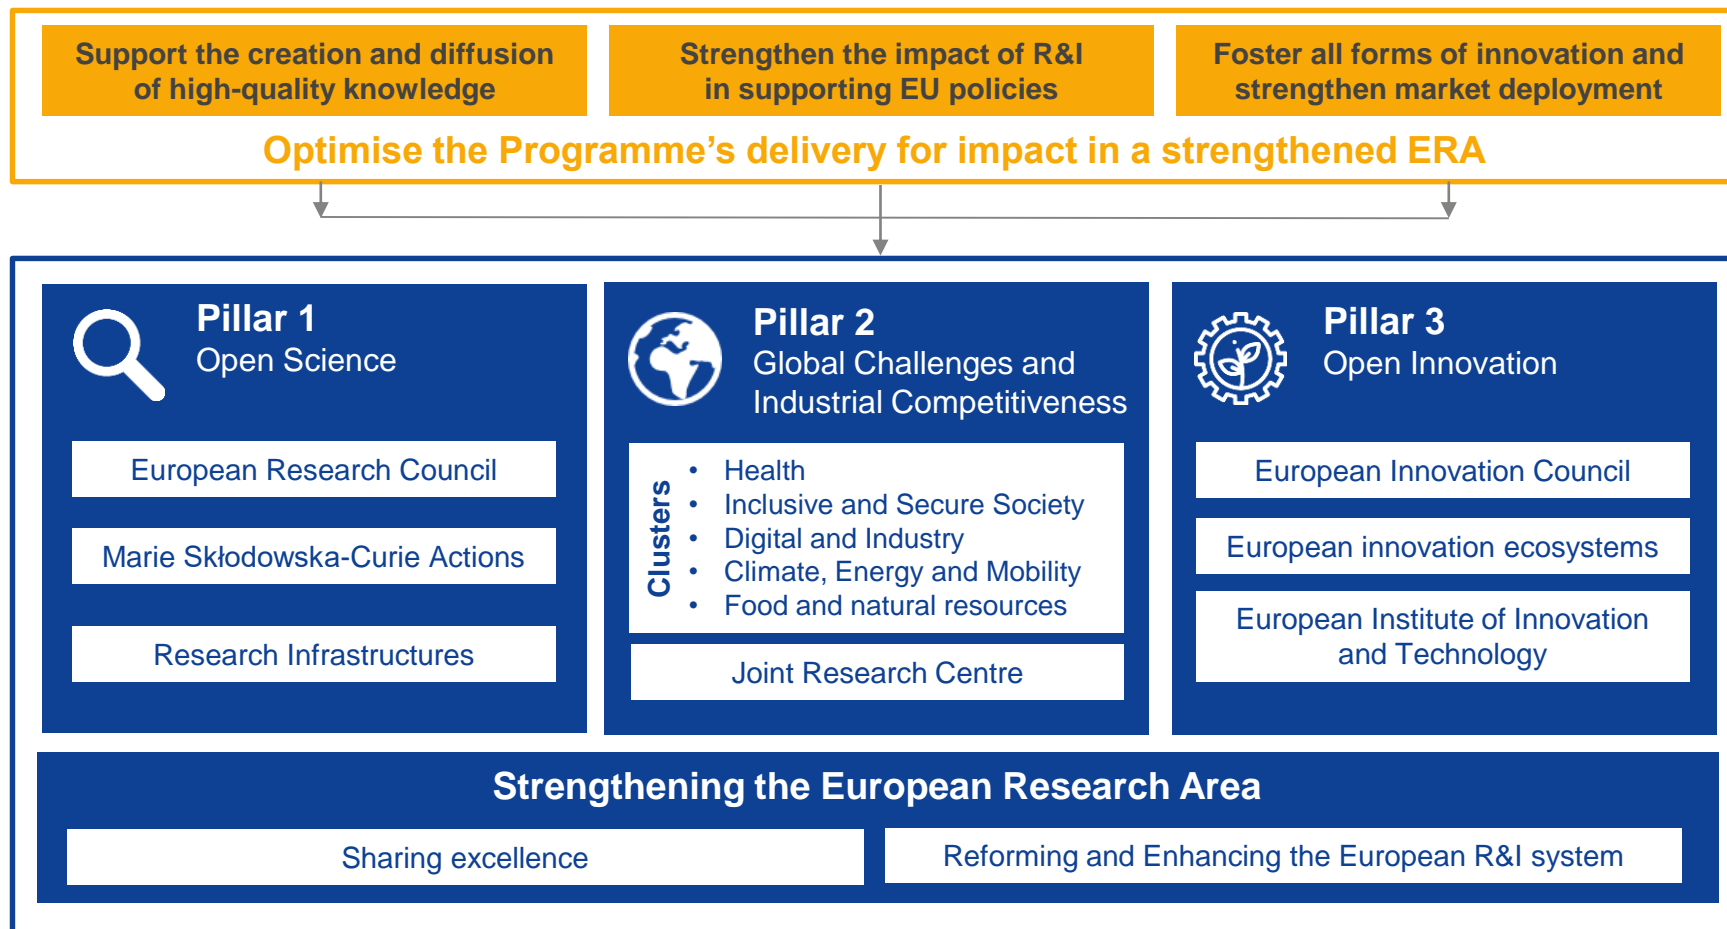 Support the creation and diffusion
of high-quality knowledge
Strengthen the impact of R&I
in supporting EU policies
Foster all forms of innovation and
strengthen market deployment
Optimise the Programme’s delivery for impact in a strengthened ERA
Pillar 1
Open Science
European Research Council
Marie Skłodowska-Curie Actions
Research Infrastructures
Pillar 2
Global Challenges and
Industrial Competitiveness
Clusters
• Health
• Inclusive and Secure Society
• Digital and Industry
• Climate, Energy and Mobility
• Food and natural resources
Joint Research Centre
Pillar 3
Open Innovation
European Innovation Council
European innovation ecosystems
European Institute of Innovation
and Technology
Strengthening the European Research Area
Sharing excellence
Reforming and Enhancing the European R&I system